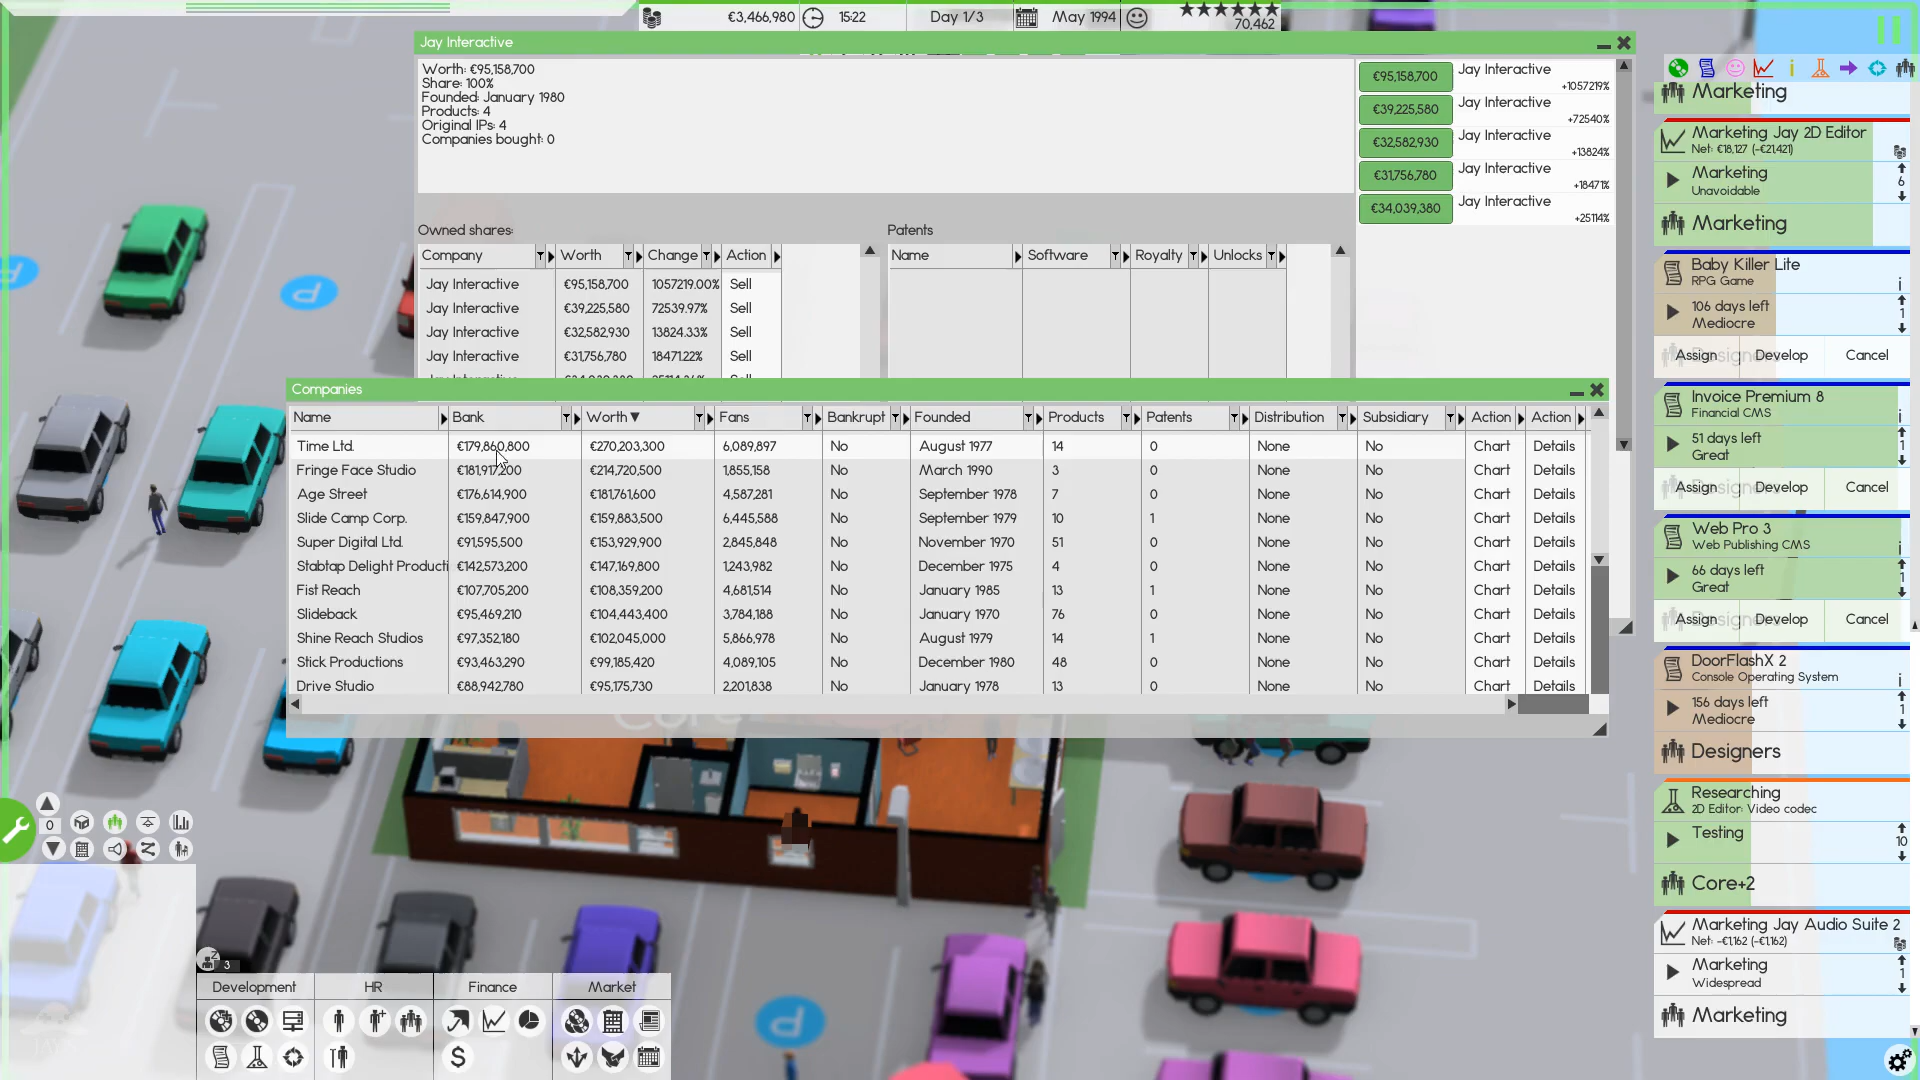 €3,466,980
15:22
Day 1/3
May 1994
★★★★★★
70,462
Jay Interactive
Worth: €95,158,700
Share: 100%
Founded: January 1980
Products: 4
Original IPs: 4
Companies bought: 0
€95,158,700 Jay Interactive +1057219%
€39,225,580 Jay Interactive +72540%
€32,582,930 Jay Interactive +13824%
€31,756,780 Jay Interactive +18471%
€34,039,380 Jay Interactive +25114%
Owned shares:
Company Worth Change Action
Jay Interactive €95,158,700 1057219.00% Sell
Jay Interactive €39,225,580 72539.97% Sell
Jay Interactive €32,582,930 13824.33% Sell
Jay Interactive €31,756,780 18471.22% Sell
Patents
Name Software Royalty Unlocks
Companies
Name Bank Worth▼ Fans Bankrupt Founded Products Patents Distribution Subsidiary Action Action
Time Ltd. €179,860,800 €270,203,300 6,089,897 No August 1977 14 0 None No Chart Details
Fringe Face Studio €181,917,200 €214,720,500 1,855,158 No March 1990 3 0 None No Chart Details
Age Street €176,614,900 €181,761,600 4,587,281 No September 1978 7 0 None No Chart Details
Slide Camp Corp. €159,847,900 €159,883,500 6,445,588 No September 1979 10 1 None No Chart Details
Super Digital Ltd. €91,595,500 €153,929,900 2,845,848 No November 1970 51 0 None No Chart Details
Stabtap Delight Producti €142,573,200 €147,169,800 1,243,982 No December 1975 4 0 None No Chart Details
Fist Reach €107,705,200 €108,359,200 4,681,514 No January 1985 13 1 None No Chart Details
Slideback €95,469,210 €104,443,400 3,784,188 No January 1970 76 0 None No Chart Details
Shine Reach Studios €97,352,180 €102,045,000 5,866,978 No August 1979 14 1 None No Chart Details
Stick Productions €93,463,290 €99,185,420 4,089,105 No December 1980 48 0 None No Chart Details
Drive Studio €88,942,780 €95,175,730 2,201,838 No January 1978 13 0 None No Chart Details
Core
Marketing
Marketing Jay 2D Editor
Net: €18,127 (-€21,421)
Marketing
Unavoidable
6
Marketing
Baby Killer Lite
RPG Game
106 days left
Mediocre
1
Assign Develop Cancel
Invoice Premium 8
Financial CMS
51 days left
Great
1
Assign Develop Cancel
Web Pro 3
Web Publishing CMS
66 days left
Great
1
Assign Develop Cancel
DoorFlashX 2
Console Operating System
156 days left
Mediocre
1
Designers
Researching
2D Editor: Video codec
Testing
10
Core+2
Marketing Jay Audio Suite 2
Net: -€1,162 (-€1,162)
Marketing
Widespread
1
Marketing
0
3
Development HR Finance Market